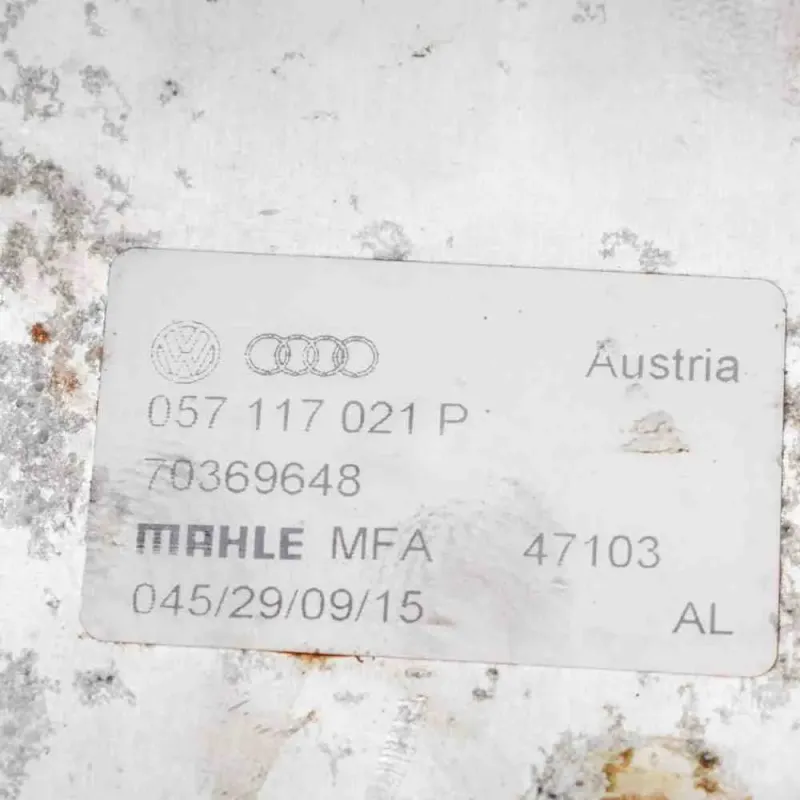 Austria
057 117 021 P
70369648
MAHLE MFA 47103
045/29/09/15 AL